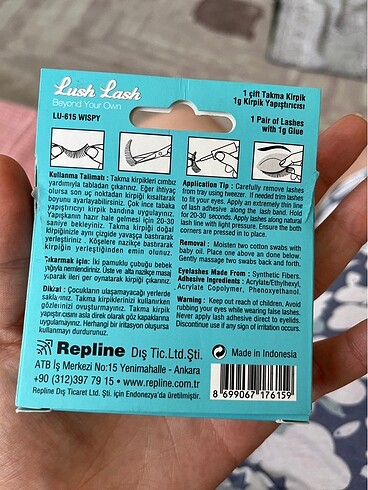 Lush Lash
Beyond Your Own
LU-615 WISPY
1 çift Takma Kirpik
1g Kirpik Yapıştırıcısı
1 Pair of Lashes
with 1g Glue
Kullanma Talimatı : Takma kirpikleri cımbız
yardımıyla tabladan çıkarınız. Eğer ihtiyaç
olursa son uç noktadan kirpiği kısaltarak
boyunu ayarlayabilirsiniz. Çok ince tabaka
yapıştırıcıyı kirpik bandına uygulayınız.
Yapışkanın hazır hale gelmesi için 20-30
saniye bekleyiniz. Takma kirpiği doğal
kirpiğinizle aynı çizgide yavaşça bastırarak
yerleştiriniz . Köşelere nazikçe bastırarak
kirpiğin yerleştiğinden emin olunuz.
Çıkarmak için: İki pamuklu çubuğu bebek
yağıyla nemlendiriniz. Üste ve alta nazikçe masaj
yaparak ileri geri oynatarak kirpiği çıkarınız.
Dikkat : Çocukların ulaşamayacağı yerlerde
saklayınız. Takma kirpiklerinizi kullanırken
gözlerinizi ovuşturmayınız. Takma kirpik
yapıştırıcısını asla direk olarak göz kapaklarına
uygulamayınız. Herhangi bir irritasyon oluşursa
kullanmayı durdurunuz.
Application Tip : Carefully remove lashes
from tray using tweezer. If needed trim lashes
to fit your eyes. Apply an extremely thin line
of lash adhesive along the lash band. Hold
for 20-30 seconds. Apply lashes along natural
lash line with light pressure. Ensure the both
corners are pressed in to place.
Removal : Moisten two cotton swabs with
baby oil. Place one above an done below.
Gently massage two swabs back and forth.
Eyelashes Made From : Synthetic Fibers.
Adhesive Ingredients : Acrylate/Ethylhexyl,
Acrylate Copolymer, Phenoxyethanol.
Warning : Keep out reach of children. Avoid
rubbing your eyes while wearing false lashes.
Never apply lash adhesive direct to eyelids.
Discontinue use if any sign of irritation occurs.
Repline Dış Tic.Ltd.Şti.
ATB İş Merkezi No:15 Yenimahalle - Ankara
+90 (312)397 79 15 • www.repline.com.tr
Repline Dış Ticaret Ltd. Şti. için Endonezya'da üretilmiştir.
Made in Indonesia
8 699067 176159